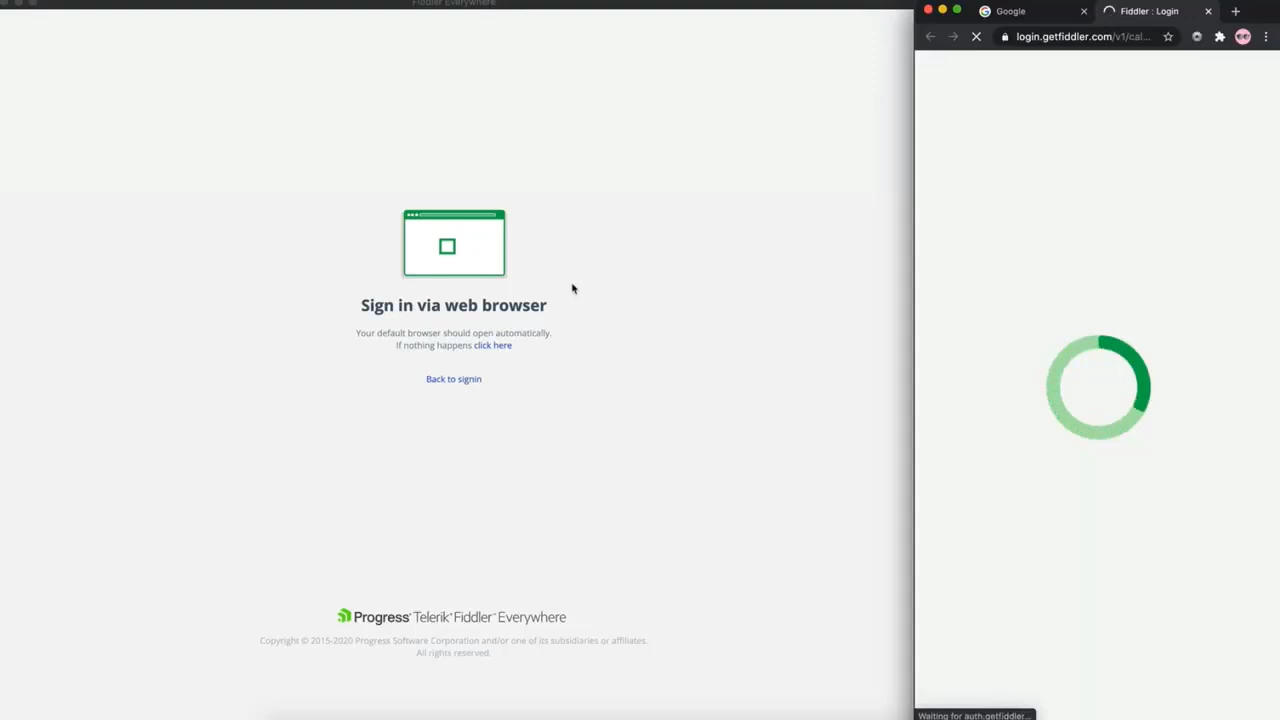 Fiddler Everywhere
Google
Fiddler : Login
login.getfiddler.com/v1/cal...
Sign in via web browser
Your default browser should open automatically.
If nothing happens click here
Back to signin
Progress® Telerik® Fiddler™ Everywhere
Copyright © 2015-2020 Progress Software Corporation and/or one of its subsidiaries or affiliates.
All rights reserved.
Waiting for auth.getfiddler...